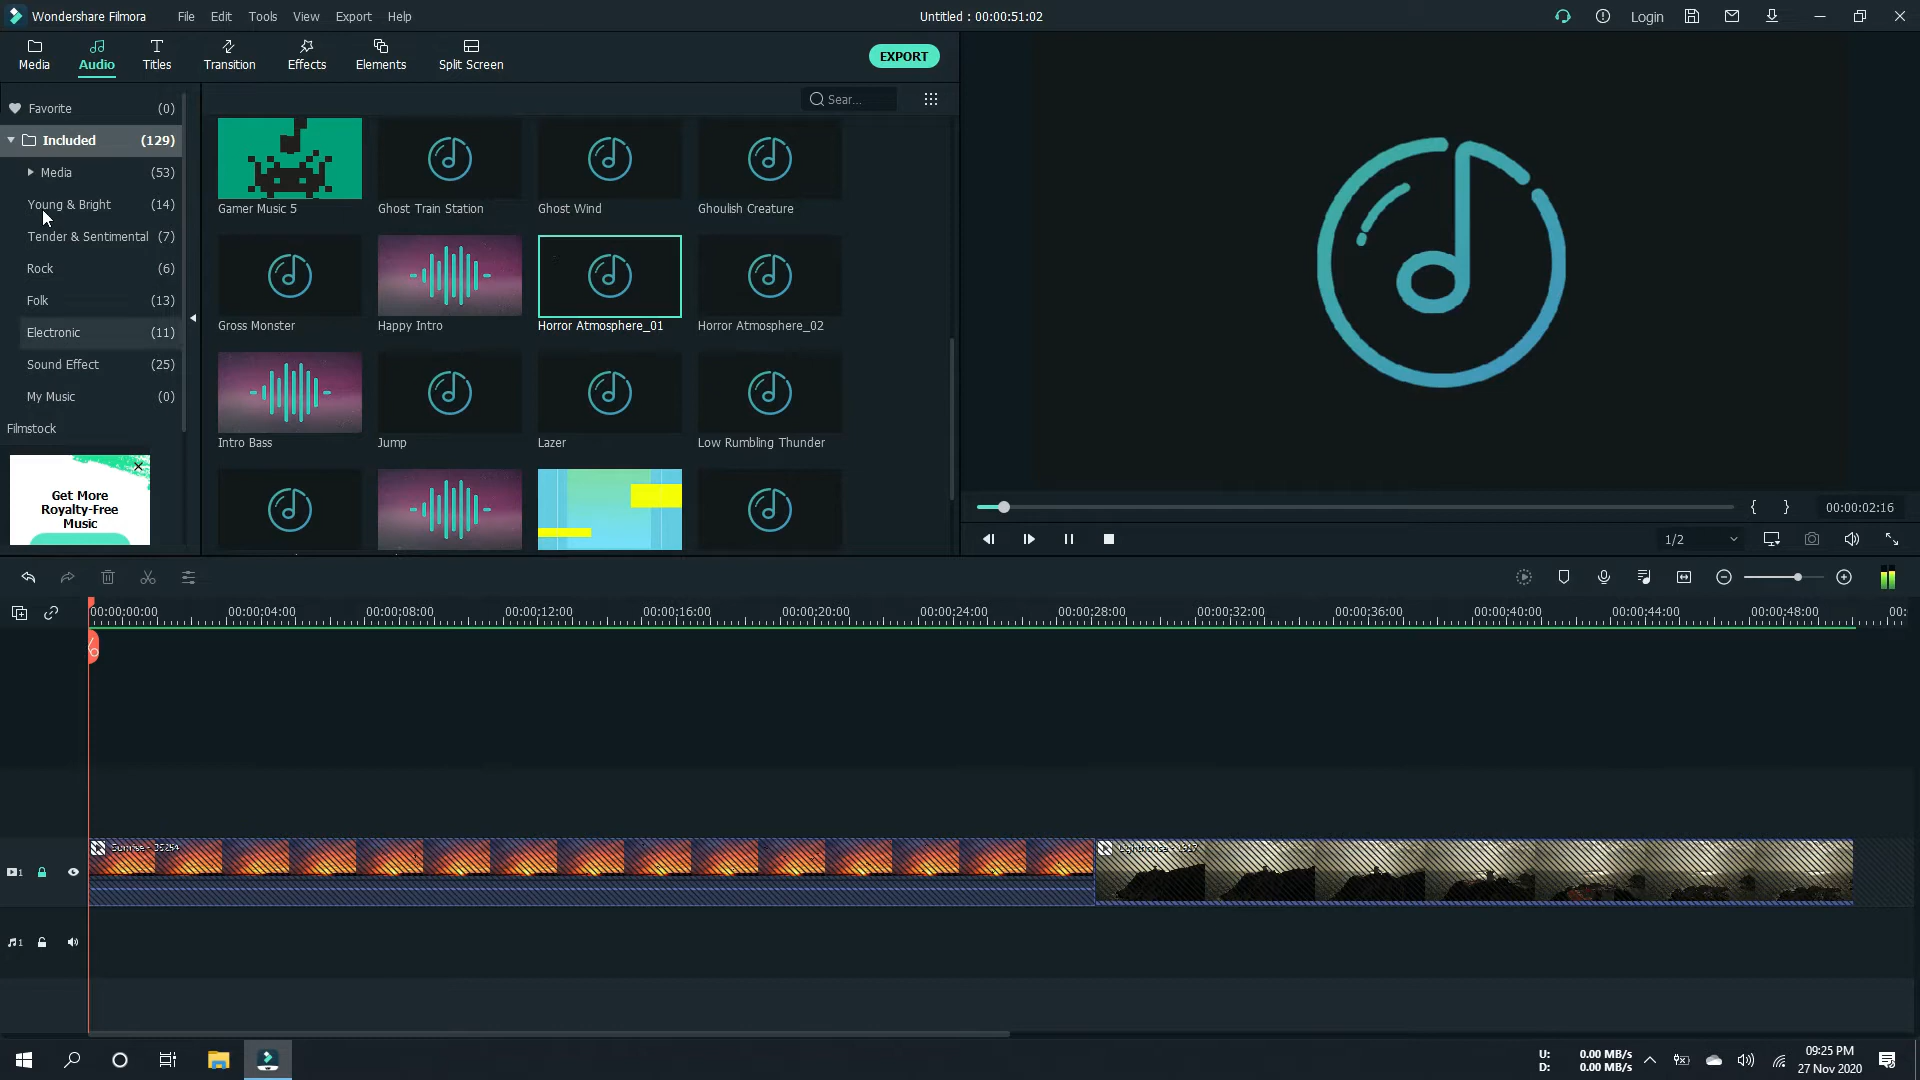 Wondershare Filmora File Edit Tools View Export Help Untitled : 00:00:51:02 Login
Media Audio Titles Transition Effects Elements Split Screen EXPORT
Favorite (0)
Sear...
Included (129)
Media (53)
Young & Bright (14)
Tender & Sentimental (7)
Rock (6)
Folk (13)
Electronic (11)
Sound Effect (25)
My Music (0)
Filmstock
Get More
Royalty-Free
Music
Gamer Music 5 Ghost Train Station Ghost Wind Ghoulish Creature
Gross Monster Happy Intro Horror Atmosphere_01 Horror Atmosphere_02
Intro Bass Jump Lazer Low Rumbling Thunder
{ } 00:00:02:16
1/2
00:00:00:00 00:00:04:00 00:00:08:00 00:00:12:00 00:00:16:00 00:00:20:00 00:00:24:00 00:00:28:00 00:00:32:00 00:00:36:00 00:00:40:00 00:00:44:00 00:00:48:00 00:
Sunrise - 35254
1
1
U: 0.00 MB/s
D: 0.00 MB/s
09:25 PM
27 Nov 2020